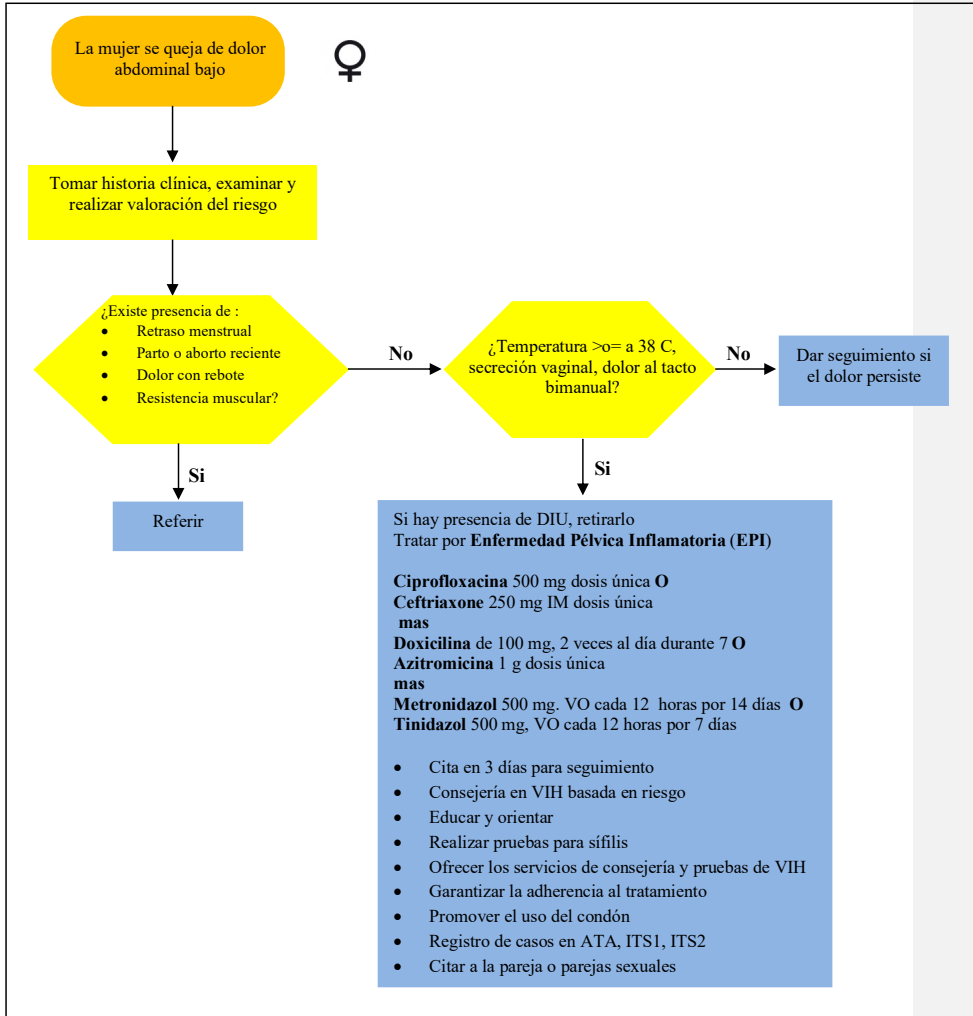 La mujer se queja de dolor
abdominal bajo
Tomar historia clínica, examinar y
realizar valoración del riesgo
¿Existe presencia de :
• Retraso menstrual
• Parto o aborto reciente
• Dolor con rebote
• Resistencia muscular?
No
¿Temperatura >o= a 38 C,
secreción vaginal, dolor al tacto
bimanual?
No
Dar seguimiento si
el dolor persiste
Si
Referir
Si
Si hay presencia de DIU, retirarlo
Tratar por Enfermedad Pélvica Inflamatoria (EPI)
Ciprofloxacina 500 mg dosis única O
Ceftriaxone 250 mg IM dosis única
mas
Doxicilina de 100 mg, 2 veces al día durante 7 O
Azitromicina 1 g dosis única
mas
Metronidazol 500 mg. VO cada 12 horas por 14 días O
Tinidazol 500 mg, VO cada 12 horas por 7 días
• Cita en 3 días para seguimiento
• Consejería en VIH basada en riesgo
• Educar y orientar
• Realizar pruebas para sífilis
• Ofrecer los servicios de consejería y pruebas de VIH
• Garantizar la adherencia al tratamiento
• Promover el uso del condón
• Registro de casos en ATA, ITS1, ITS2
• Citar a la pareja o parejas sexuales